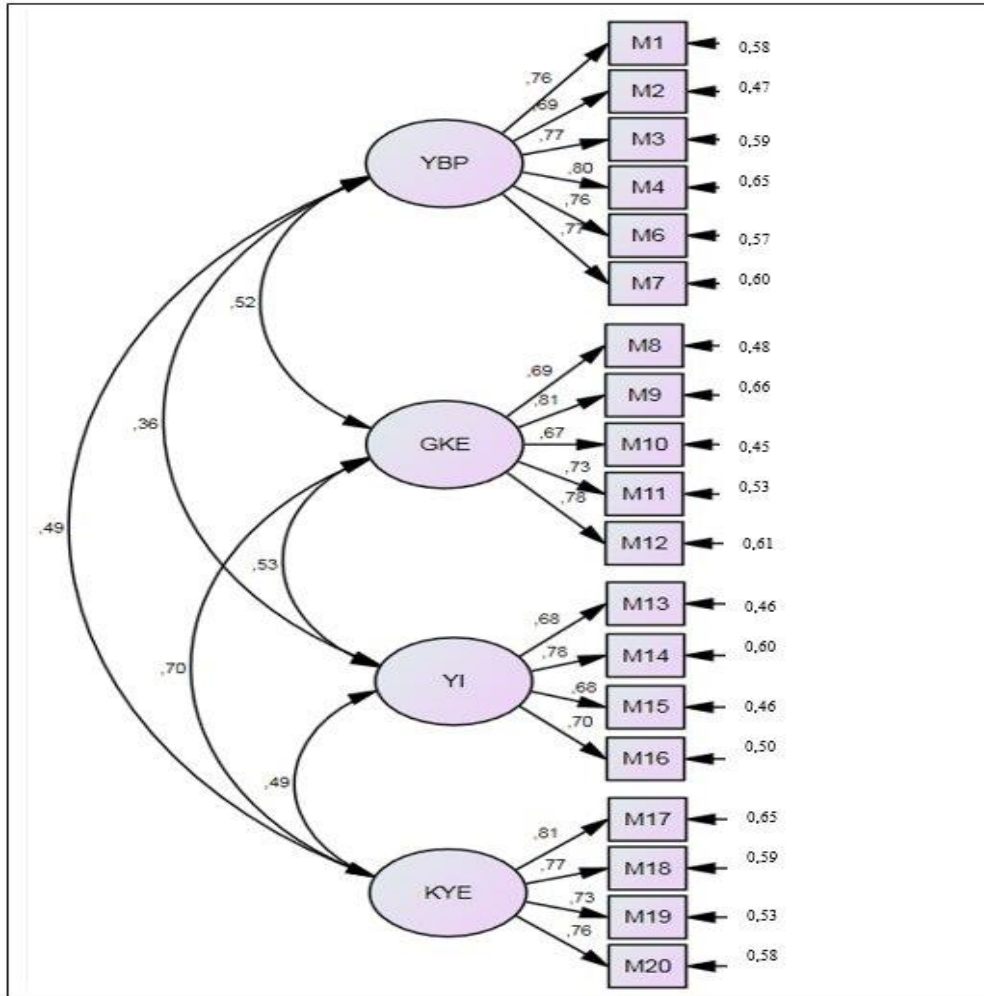 M1 0,58
,76
M2 0,47
,69
M3 0,59
,77
YBP
M4 0,65
,80
,76
M6 0,57
,77
M7 0,60
,52
M8 0,48
,69
M9 0,66
,81
,36
GKE
,67
M10 0,45
,73
M11 0,53
,78
M12 0,61
,49
,53
M13 0,46
,68
M14 0,60
,78
,70
YI
,68
M15 0,46
,70
M16 0,50
,49
M17 0,65
,81
M18 0,59
,77
KYE
,73
M19 0,53
,76
M20 0,58